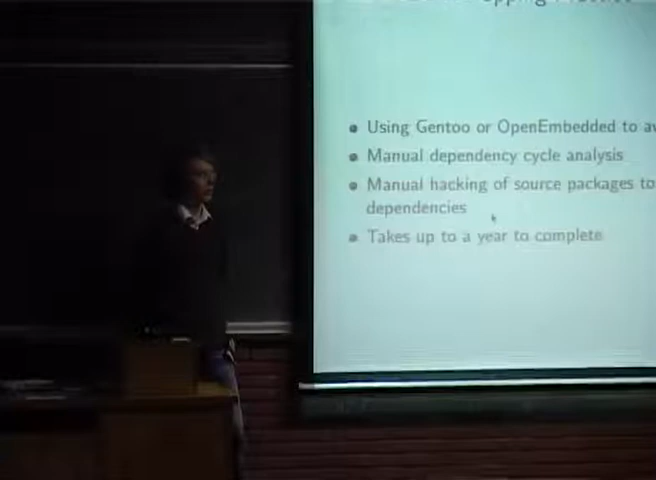 Using Gentoo or OpenEmbedded to
Manual dependency cycle analysis
Manual hacking of source packages to
dependencies
Takes up to a year to complete